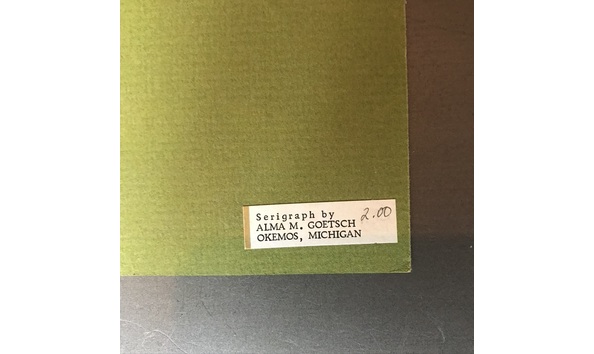 Serigraph by 2.00
ALMA M. GOETSCH
OKEMOS, MICHIGAN